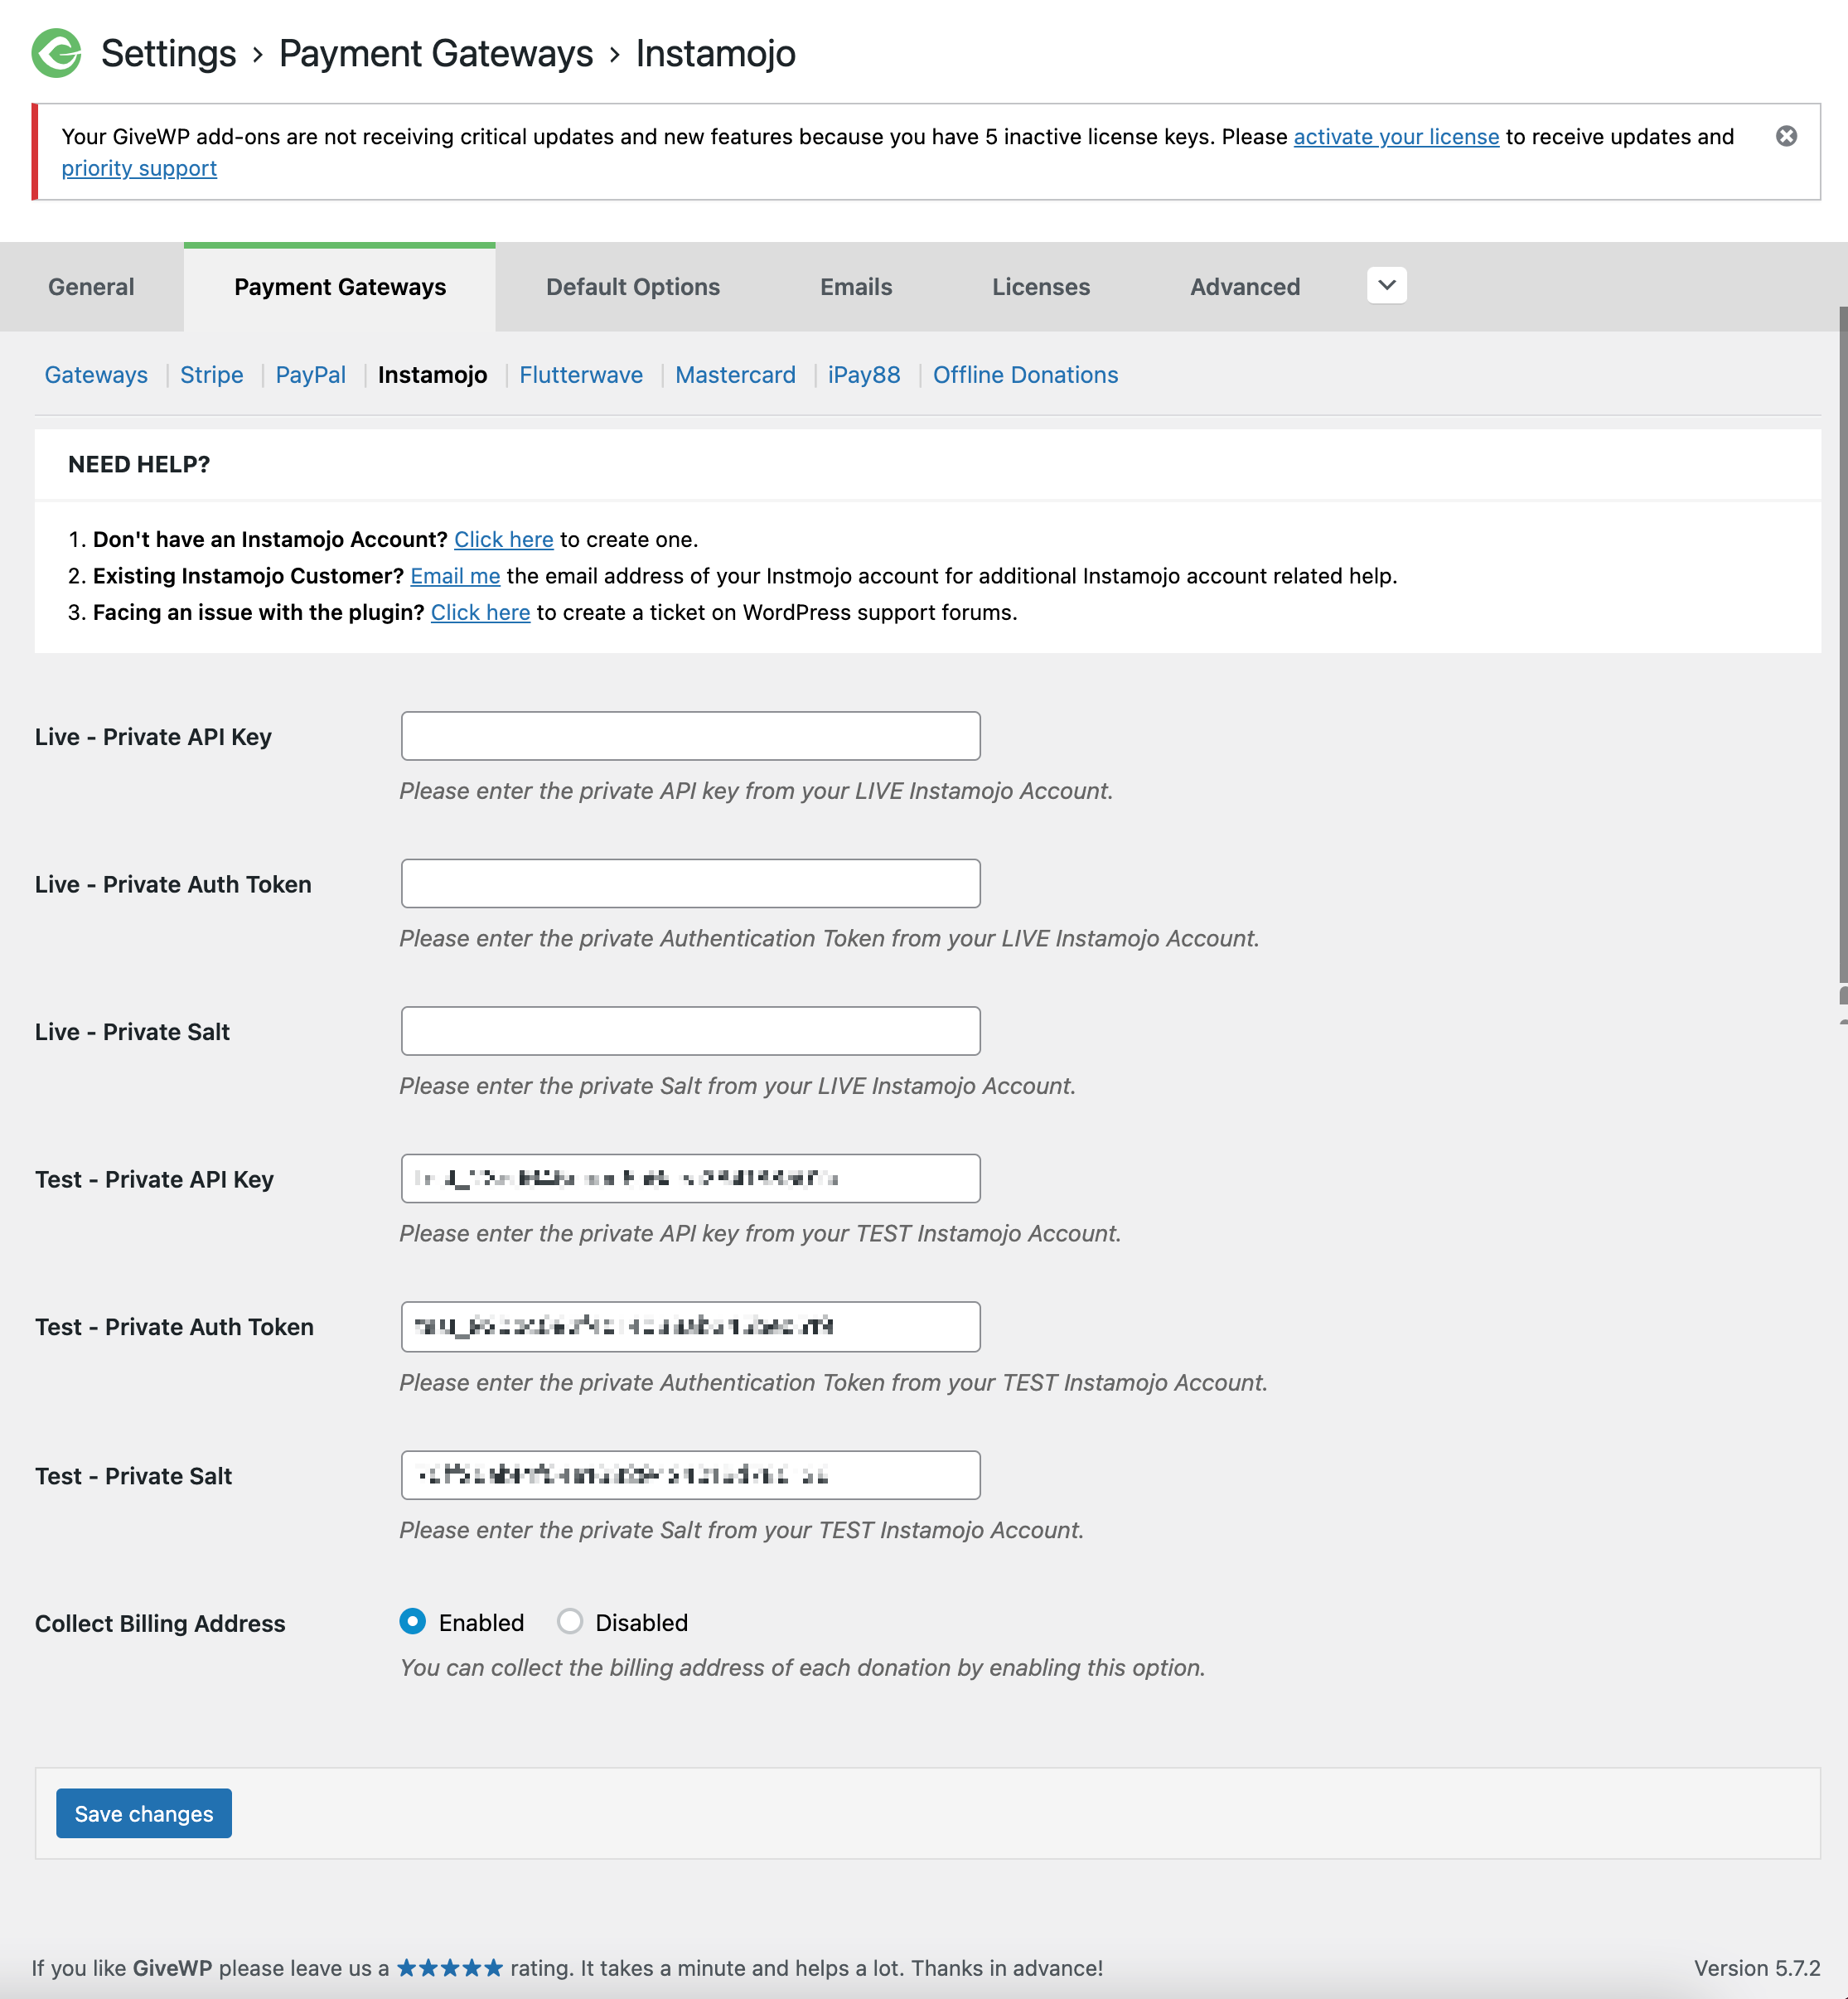 Settings › Payment Gateways › Instamojo
Your GiveWP add-ons are not receiving critical updates and new features because you have 5 inactive license keys. Please activate your license to receive updates and
priority support
General Payment Gateways Default Options Emails Licenses Advanced
Gateways | Stripe | PayPal | Instamojo | Flutterwave | Mastercard | iPay88 | Offline Donations
NEED HELP?
1. Don't have an Instamojo Account? Click here to create one.
2. Existing Instamojo Customer? Email me the email address of your Instmojo account for additional Instamojo account related help.
3. Facing an issue with the plugin? Click here to create a ticket on WordPress support forums.
Live - Private API Key
Please enter the private API key from your LIVE Instamojo Account.
Live - Private Auth Token
Please enter the private Authentication Token from your LIVE Instamojo Account.
Live - Private Salt
Please enter the private Salt from your LIVE Instamojo Account.
Test - Private API Key
Please enter the private API key from your TEST Instamojo Account.
Test - Private Auth Token
Please enter the private Authentication Token from your TEST Instamojo Account.
Test - Private Salt
Please enter the private Salt from your TEST Instamojo Account.
Collect Billing Address Enabled Disabled
You can collect the billing address of each donation by enabling this option.
Save changes
If you like GiveWP please leave us a ★★★★★ rating. It takes a minute and helps a lot. Thanks in advance! Version 5.7.2